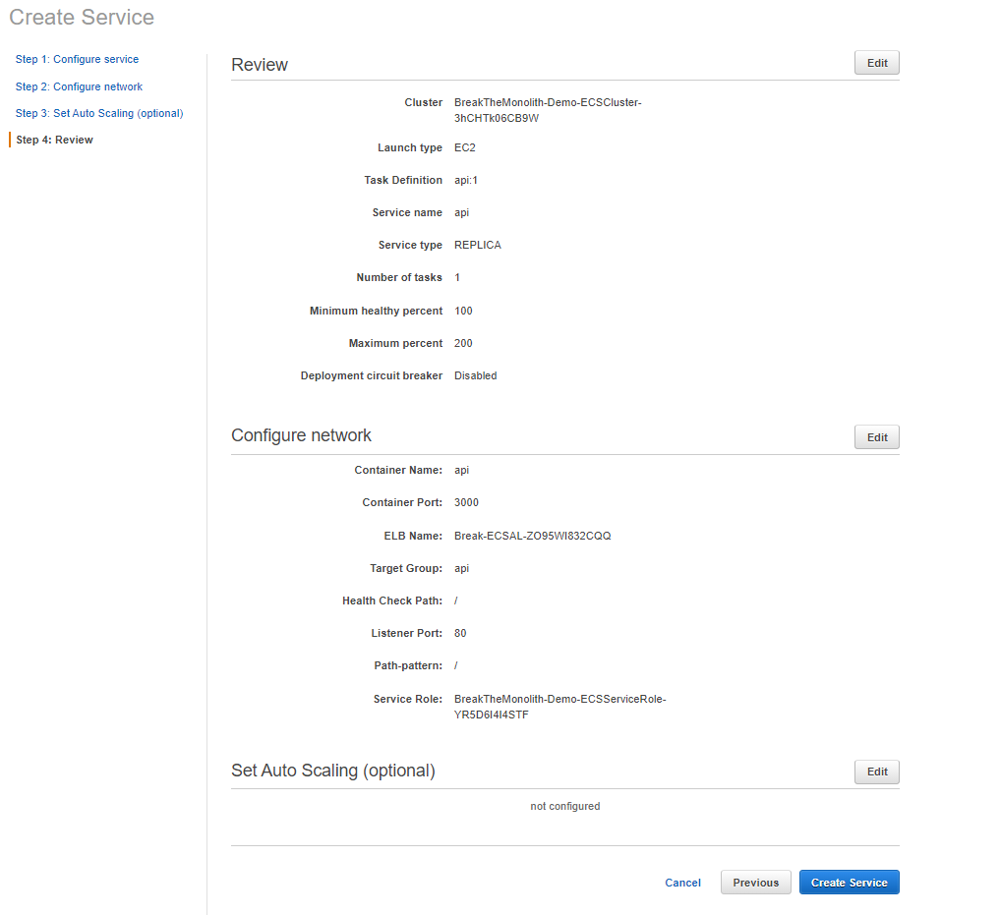 Create Service
Step 1: Configure service
Step 2: Configure network
Step 3: Set Auto Scaling (optional)
Step 4: Review
Review
Edit
Cluster BreakTheMonolith-Demo-ECSCluster-
3hCHTk06CB9W
Launch type EC2
Task Definition api:1
Service name api
Service type REPLICA
Number of tasks 1
Minimum healthy percent 100
Maximum percent 200
Deployment circuit breaker Disabled
Configure network
Edit
Container Name: api
Container Port: 3000
ELB Name: Break-ECSAL-ZO95WI832CQQ
Target Group: api
Health Check Path: /
Listener Port: 80
Path-pattern: /
Service Role: BreakTheMonolith-Demo-ECSServiceRole-
YR5D6I4I4STF
Set Auto Scaling (optional)
Edit
not configured
Cancel
Previous
Create Service